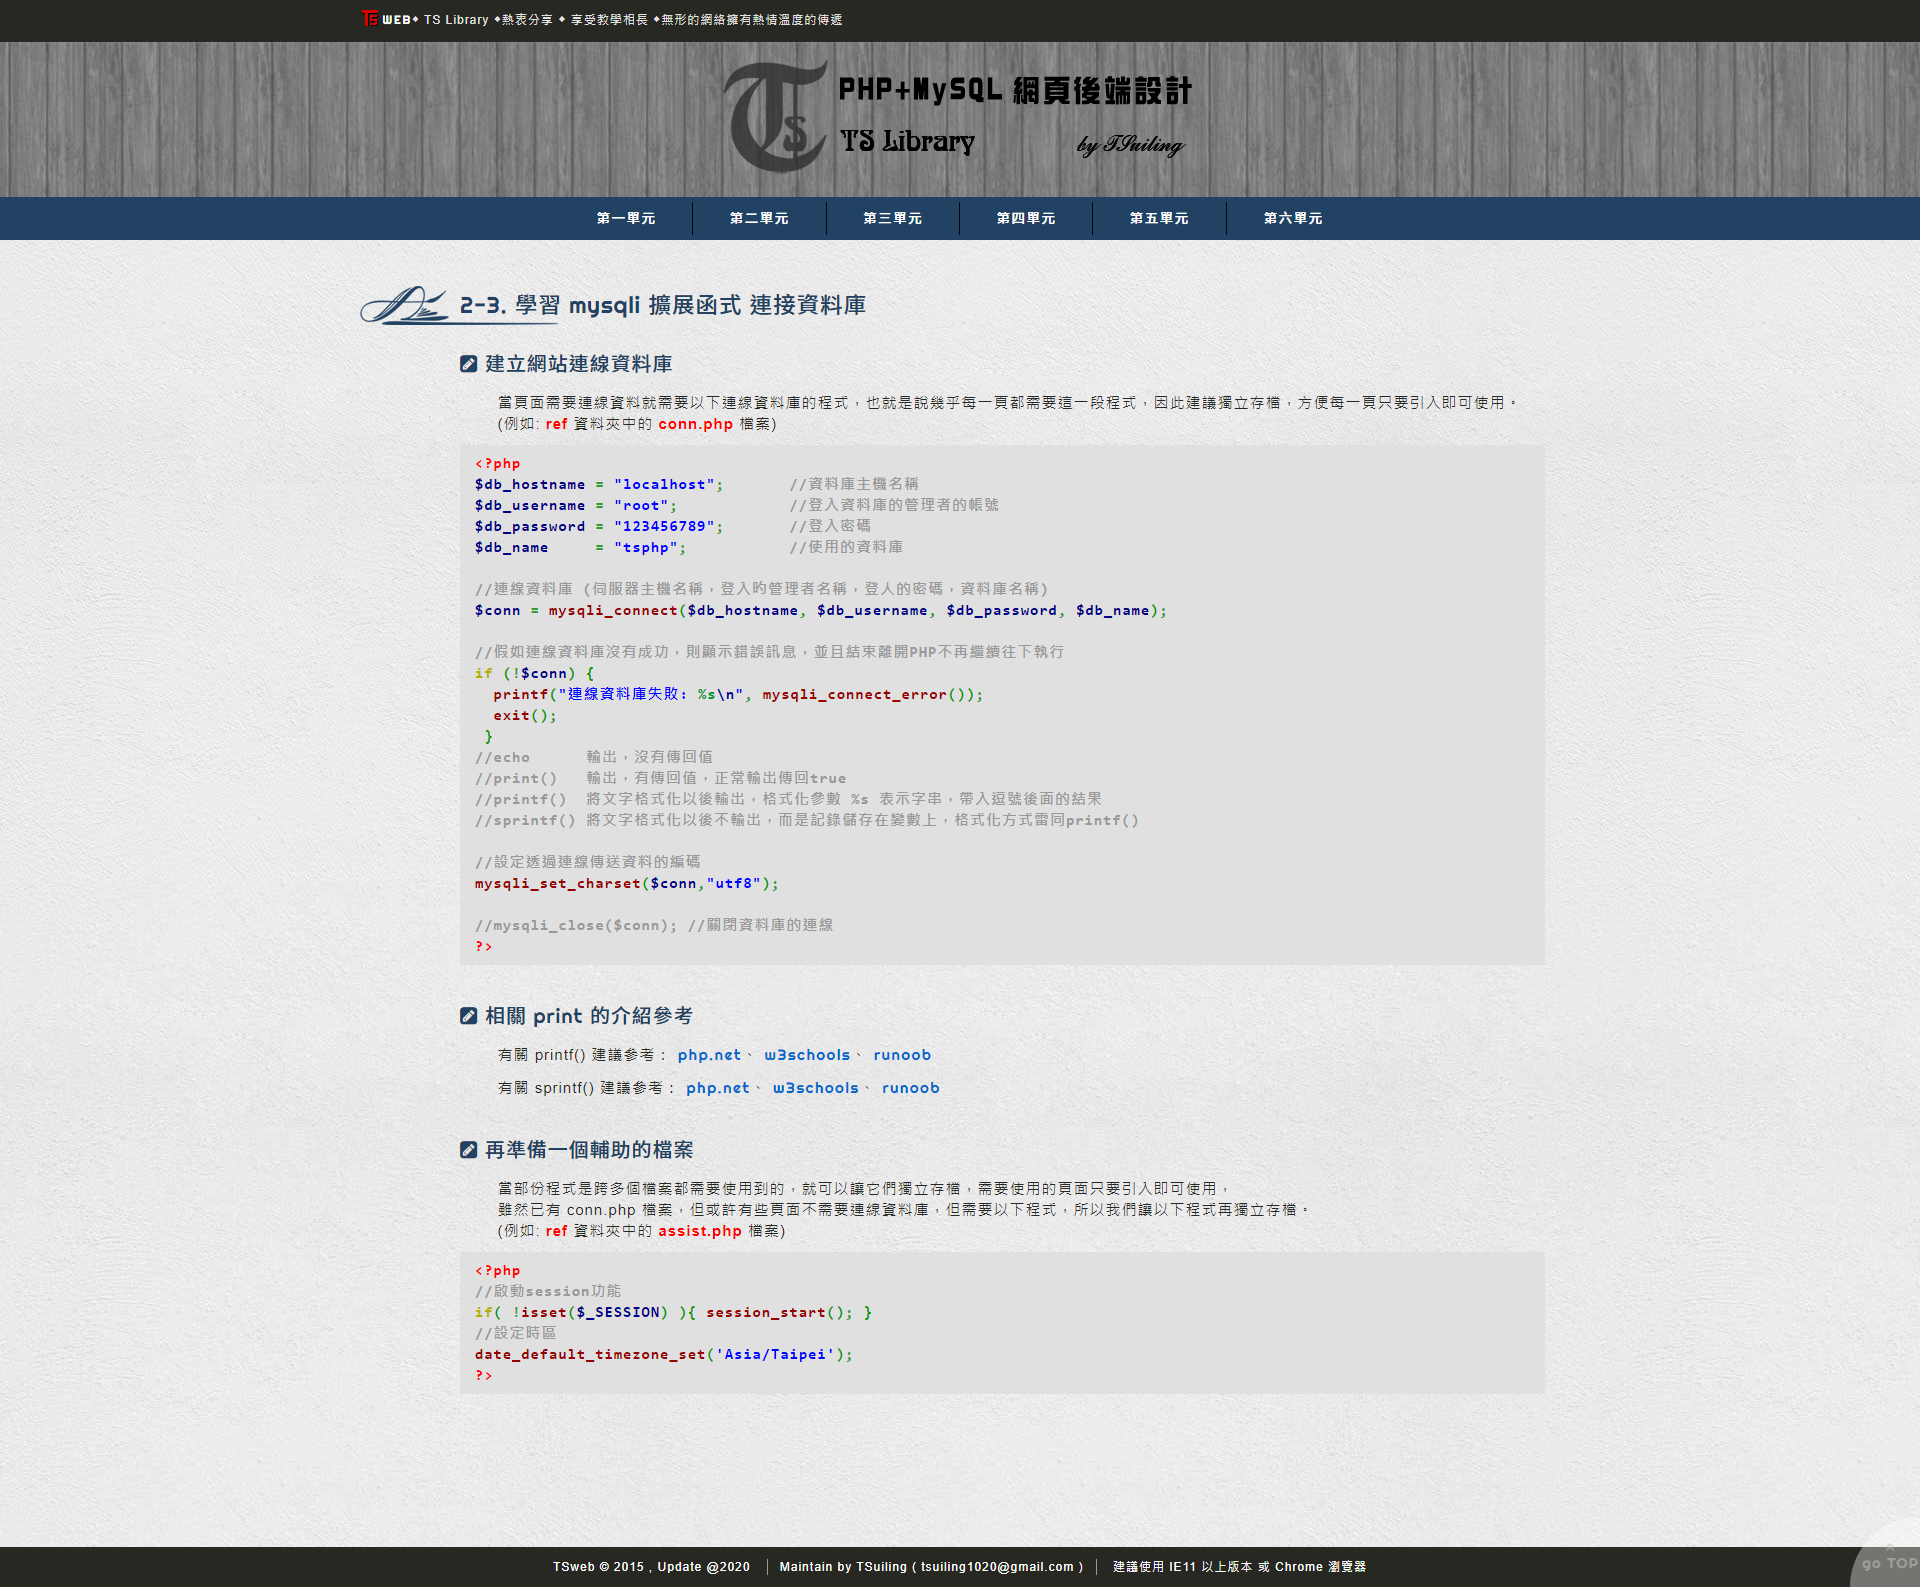 TS WEB◆ TS Library ◆熱衷分享 ◆ 享受教學相長 ◆無形的網絡擁有熱情溫度的傳遞
PHP+MySQL 網頁後端設計
TS Library by TSuiling
第一單元 第二單元 第三單元 第四單元 第五單元 第六單元
2-3. 學習 mysqli 擴展函式 連接資料庫
建立網站連線資料庫
當頁面需要連線資料就需要以下連線資料庫的程式，也就是說幾乎每一頁都需要這一段程式，因此建議獨立存檔，方便每一頁只要引入即可使用。
(例如: ref 資料夾中的 conn.php 檔案)
<?php
$db_hostname = "localhost"; //資料庫主機名稱
$db_username = "root"; //登入資料庫的管理者的帳號
$db_password = "123456789"; //登入密碼
$db_name = "tsphp"; //使用的資料庫
//連線資料庫 (伺服器主機名稱，登入旳管理者名稱，登人的密碼，資料庫名稱)
$conn = mysqli_connect($db_hostname, $db_username, $db_password, $db_name);
//假如連線資料庫沒有成功，則顯示錯誤訊息，並且結束離開PHP不再繼續往下執行
if (!$conn) {
printf("連線資料庫失敗: %s\n", mysqli_connect_error());
exit();
}
//echo 輸出，沒有傳回值
//print() 輸出，有傳回值，正常輸出傳回true
//printf() 將文字格式化以後輸出，格式化參數 %s 表示字串，帶入逗號後面的結果
//sprintf() 將文字格式化以後不輸出，而是記錄儲存在變數上，格式化方式雷同printf()
//設定透過連線傳送資料的編碼
mysqli_set_charset($conn,"utf8");
//mysqli_close($conn); //關閉資料庫的連線
?>
相關 print 的介紹參考
有關 printf() 建議參考： php.net、 w3schools、 runoob
有關 sprintf() 建議參考： php.net、 w3schools、 runoob
再準備一個輔助的檔案
當部份程式是跨多個檔案都需要使用到的，就可以讓它們獨立存檔，需要使用的頁面只要引入即可使用，
雖然已有 conn.php 檔案，但或許有些頁面不需要連線資料庫，但需要以下程式，所以我們讓以下程式再獨立存檔。
(例如: ref 資料夾中的 assist.php 檔案)
<?php
//啟動session功能
if( !isset($_SESSION) ){ session_start(); }
//設定時區
date_default_timezone_set('Asia/Taipei');
?>
go TOP
TSweb © 2015 , Update @2020 │ Maintain by TSuiling ( tsuiling1020@gmail.com ) │ 建議使用 IE11 以上版本 或 Chrome 瀏覽器